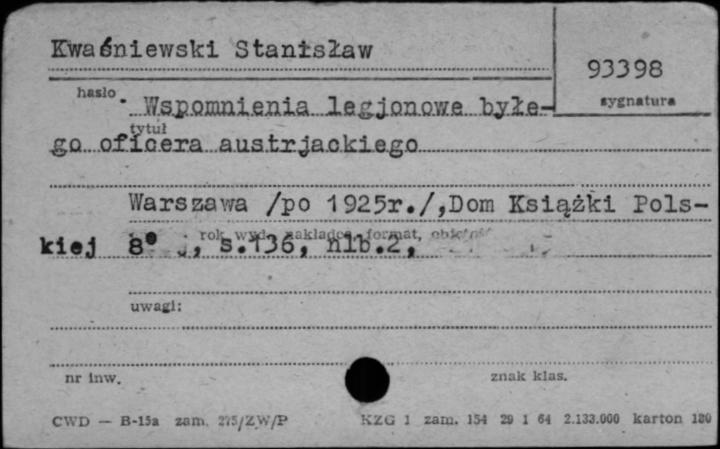 Kwaśniewski Stanisław
93398
hasło
sygnatura
Wspomnienia legjonowe byłe-
tytuł
go oficera austrjackiego
Warszawa /po 1925r./,Dom Książki Pols-
kiej 8° , s.136, nlb.2,
rok wyd. nakładca, format, objętość
uwagi:
nr inw.
znak klas.
CWD — B-15a zam. 275/ZW/P KZG 1 zam. 154 29 I 64 2.133.000 karton 180